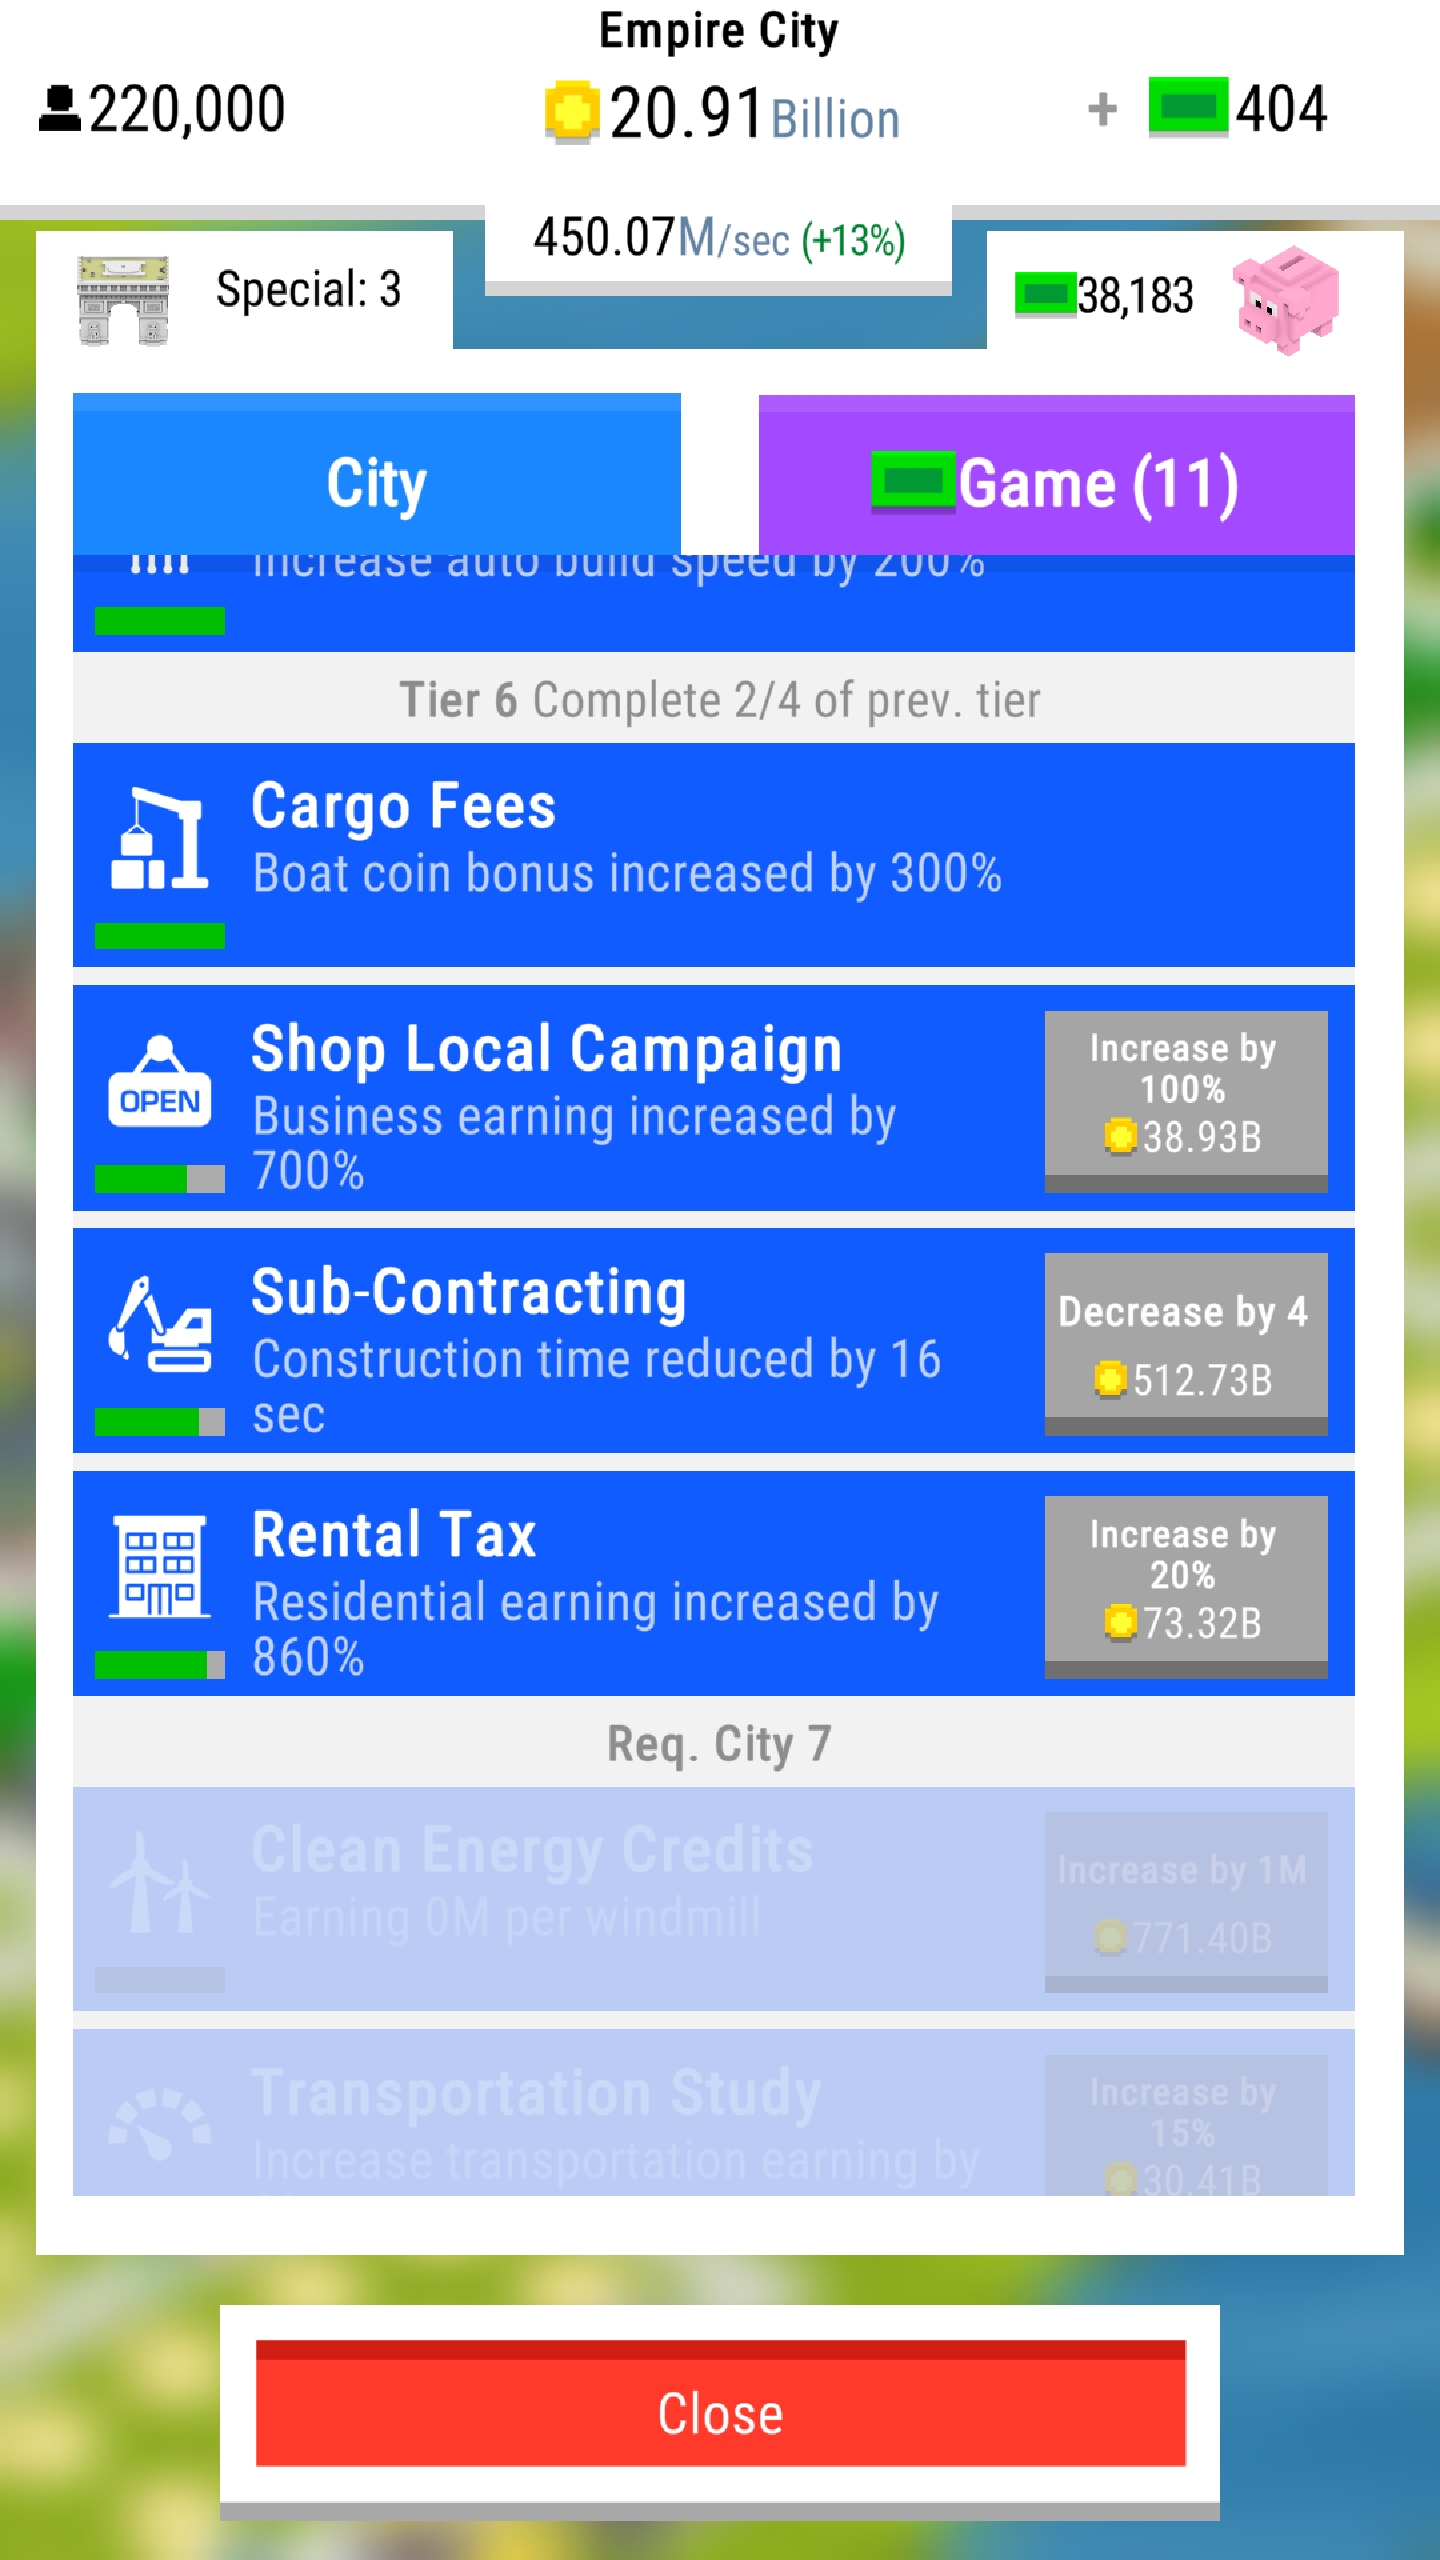 Empire City
220,000
20.91 Billion
+ 404
450.07M/sec (+13%)
Special: 3
38,183
City
Game (11)
Increase auto build speed by 200%
Tier 6 Complete 2/4 of prev. tier
Cargo Fees
Boat coin bonus increased by 300%
Shop Local Campaign
OPEN
Business earning increased by
700%
Increase by
100%
38.93B
Sub-Contracting
Construction time reduced by 16
sec
Decrease by 4
512.73B
Rental Tax
Residential earning increased by
860%
Increase by
20%
73.32B
Req. City 7
Clean Energy Credits
Earning 0M per windmill
Increase by 1M
771.40B
Transportation Study
Increase transportation earning by
Increase by
15%
30.41B
Close